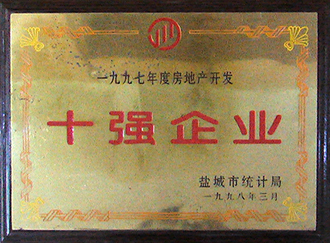 一九九七年度房地产开发
十强企业
盐城市统计局
一九九八年三月